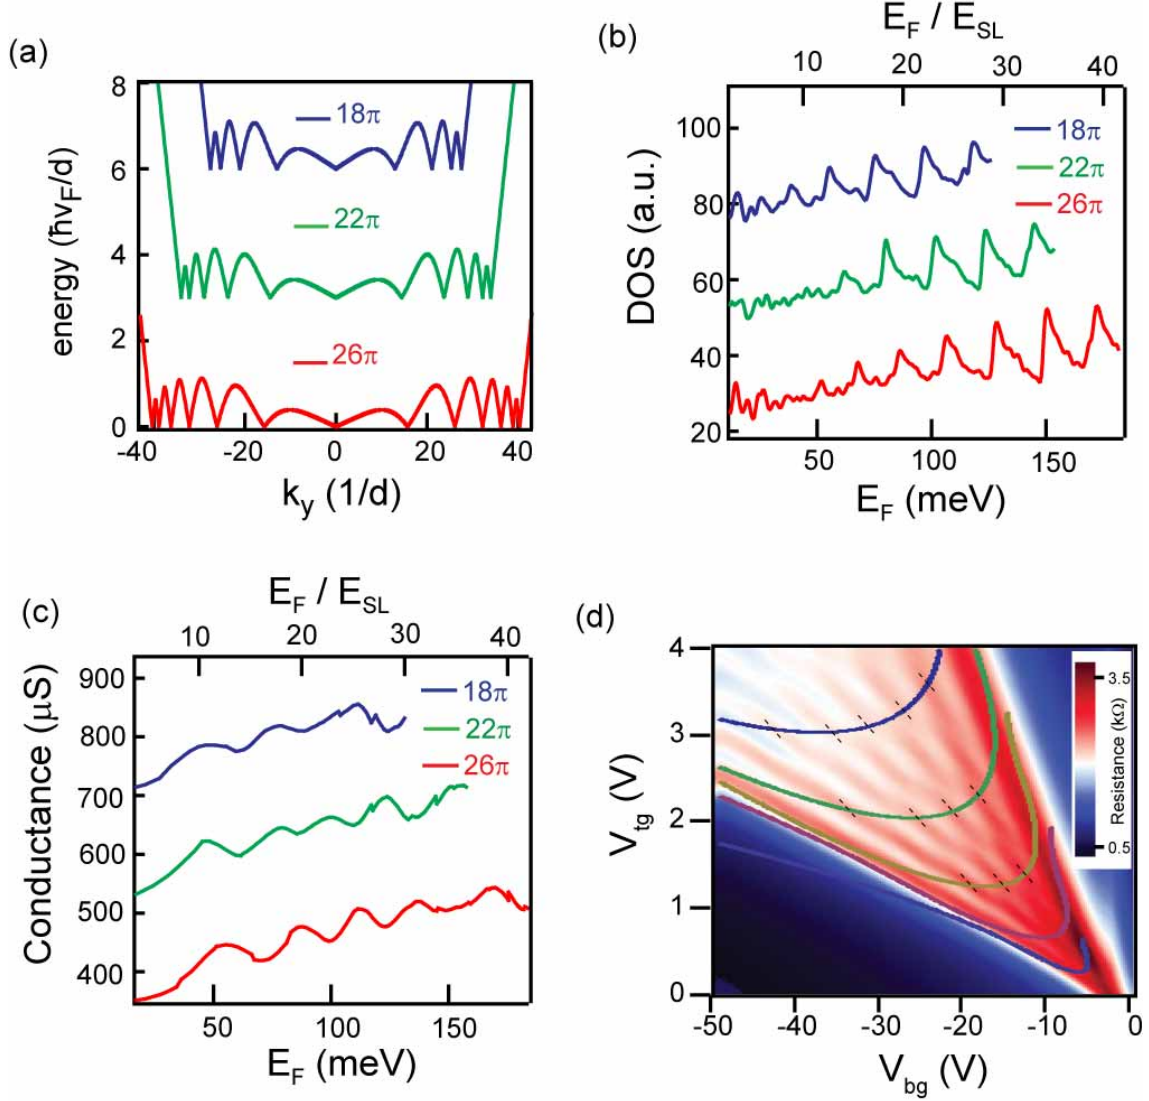 (a)
8
6
4
2
0
energy (ħv_F/d)
18π
22π
26π
-40 -20 0 20 40
k_y (1/d)
(b)
E_F / E_SL
10 20 30 40
100
80
60
40
20
DOS (a.u.)
18π
22π
26π
50 100 150
E_F (meV)
(c)
E_F / E_SL
10 20 30 40
900
800
700
600
500
400
Conductance (µS)
18π
22π
26π
50 100 150
E_F (meV)
(d)
4
3
2
1
0
V_tg (V)
3.5
0.5
Resistance (kΩ)
-50 -40 -30 -20 -10 0
V_bg (V)